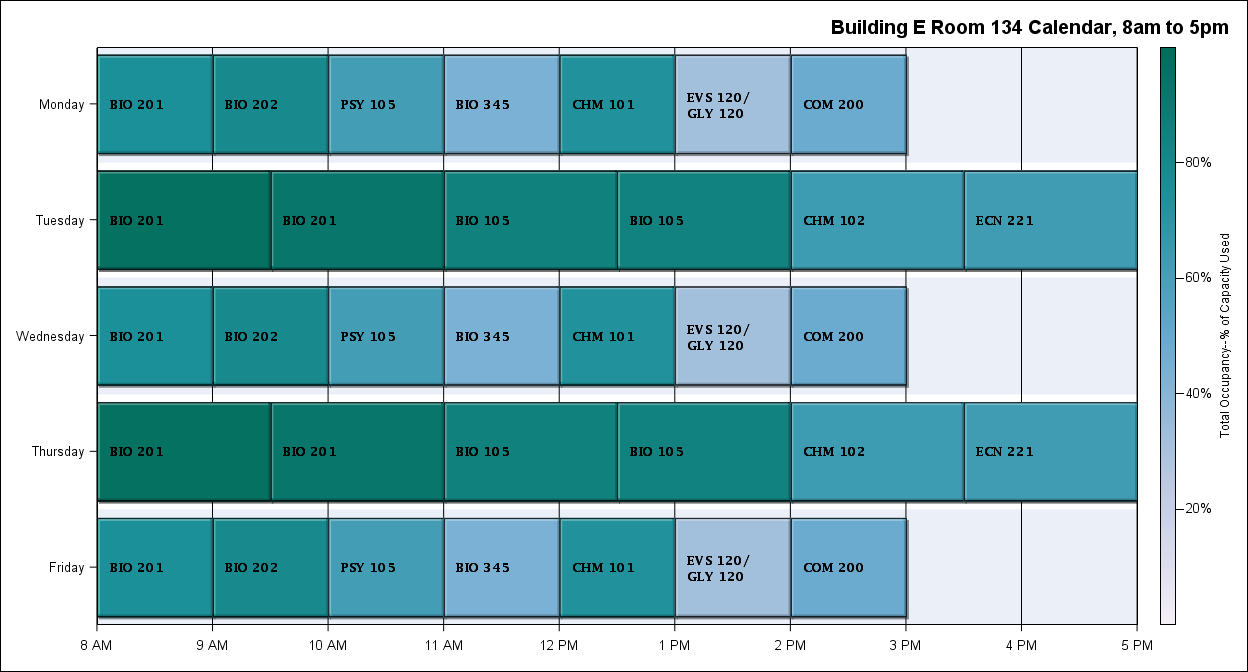 Building E Room 134 Calendar, 8am to 5pm
Monday
BIO 201
BIO 202
PSY 105
BIO 345
CHM 101
EVS 120/
GLY 120
COM 200
Tuesday
BIO 201
BIO 201
BIO 105
BIO 105
CHM 102
ECN 221
Wednesday
BIO 201
BIO 202
PSY 105
BIO 345
CHM 101
EVS 120/
GLY 120
COM 200
Thursday
BIO 201
BIO 201
BIO 105
BIO 105
CHM 102
ECN 221
Friday
BIO 201
BIO 202
PSY 105
BIO 345
CHM 101
EVS 120/
GLY 120
COM 200
8 AM
9 AM
10 AM
11 AM
12 PM
1 PM
2 PM
3 PM
4 PM
5 PM
80%
60%
40%
20%
Total Occupancy--% of Capacity Used